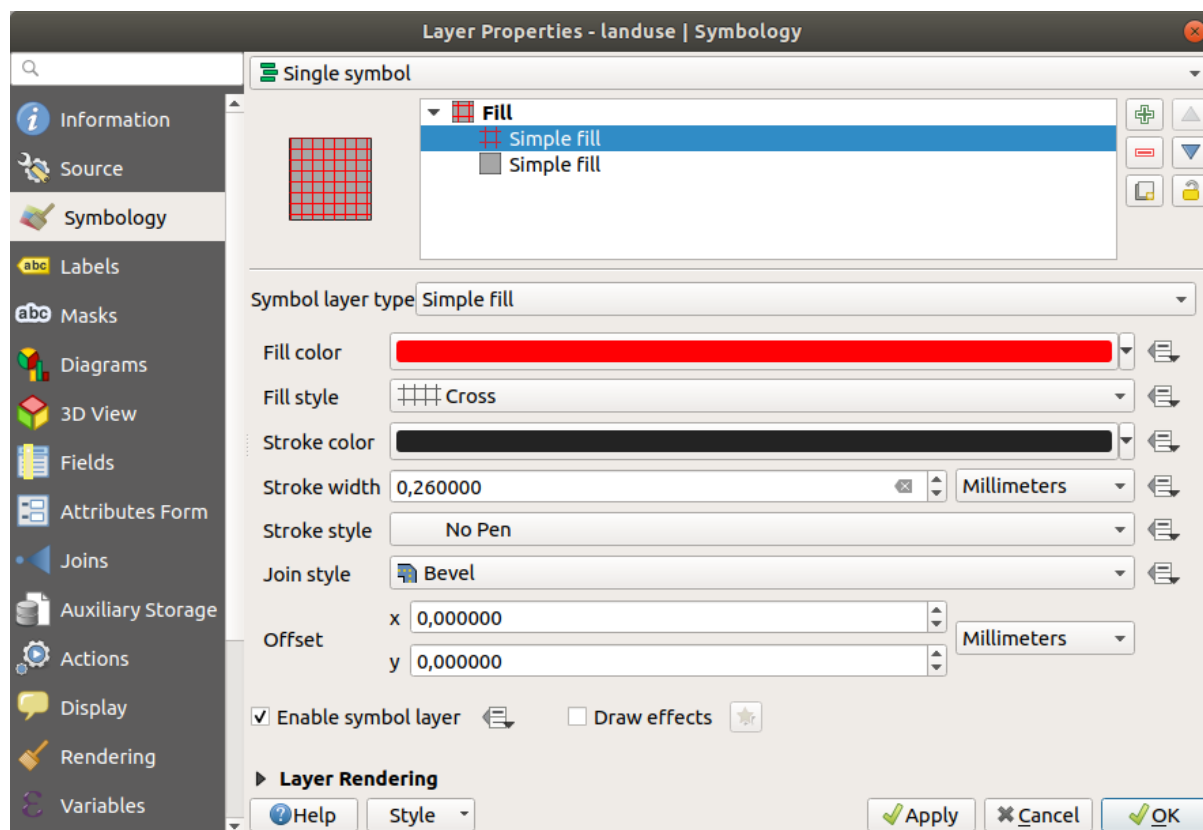 Layer Properties - landuse | Symbology
Single symbol
Information
Source
Symbology
abc Labels
abc Masks
Diagrams
3D View
Fields
Attributes Form
Joins
Auxiliary Storage
Actions
Display
Rendering
ε Variables
Fill
Simple fill
Simple fill
Symbol layer type Simple fill
Fill color
Fill style Cross
Stroke color
Stroke width 0,260000 Millimeters
Stroke style No Pen
Join style Bevel
Offset x 0,000000 Millimeters
y 0,000000
Enable symbol layer Draw effects
Layer Rendering
Help Style Apply Cancel OK